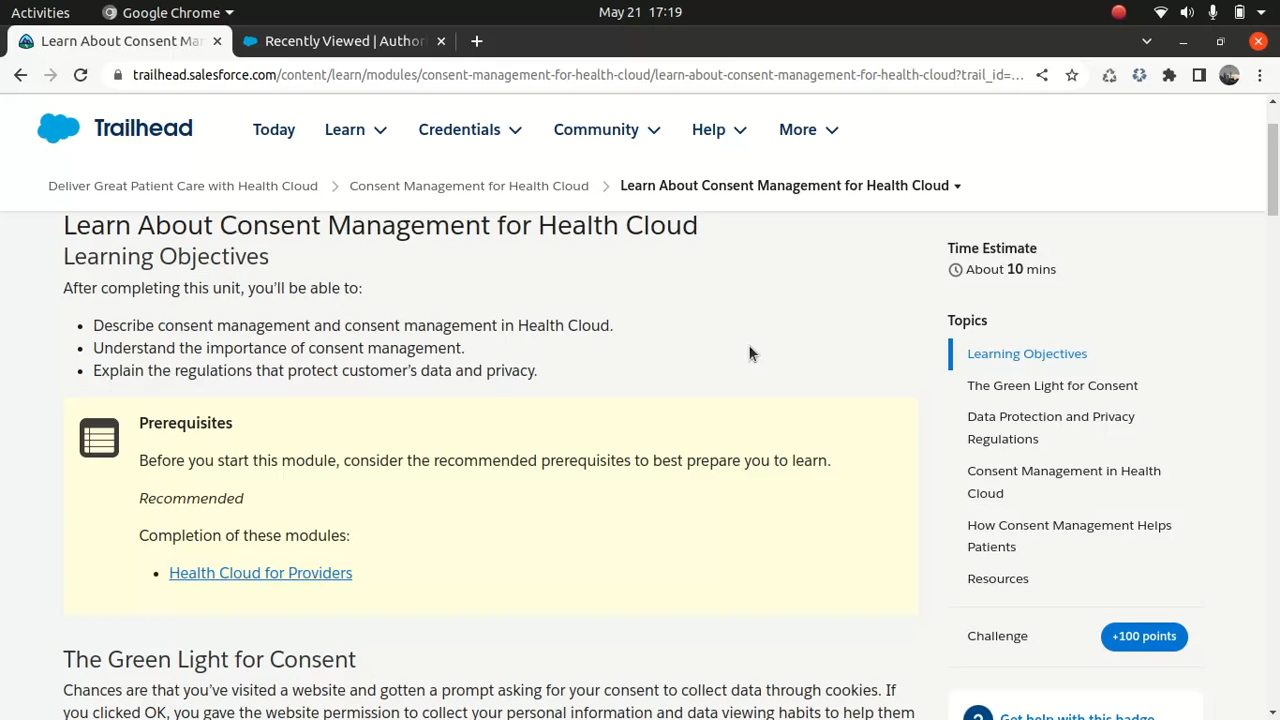 Activities
Google Chrome
May 21 17:19
Learn About Consent Ma
Recently Viewed | Author
trailhead.salesforce.com/content/learn/modules/consent-management-for-health-cloud/learn-about-consent-management-for-health-cloud?trail_id=...
Trailhead
Today
Learn
Credentials
Community
Help
More
Deliver Great Patient Care with Health Cloud
Consent Management for Health Cloud
Learn About Consent Management for Health Cloud
Learn About Consent Management for Health Cloud
Learning Objectives
After completing this unit, you’ll be able to:
• Describe consent management and consent management in Health Cloud.
• Understand the importance of consent management.
• Explain the regulations that protect customer’s data and privacy.
Prerequisites
Before you start this module, consider the recommended prerequisites to best prepare you to learn.
Recommended
Completion of these modules:
• Health Cloud for Providers
The Green Light for Consent
Chances are that you’ve visited a website and gotten a prompt asking for your consent to collect data through cookies. If
you clicked OK, you gave the website permission to collect your personal information and data viewing habits to help them
Time Estimate
About 10 mins
Topics
Learning Objectives
The Green Light for Consent
Data Protection and Privacy
Regulations
Consent Management in Health
Cloud
How Consent Management Helps
Patients
Resources
Challenge
+100 points
Get help with this badge